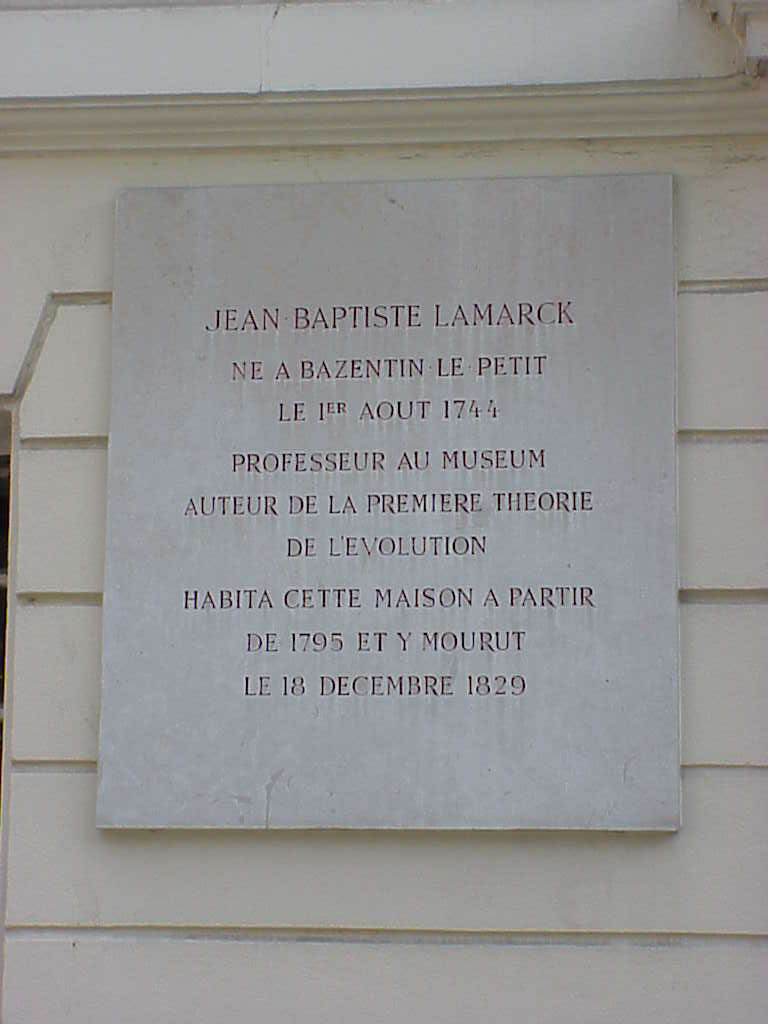 JEAN·BAPTISTE LAMARCK
NE A BAZENTIN·LE·PETIT
LE 1ER AOUT 1744
PROFESSEUR AU MUSEUM
AUTEUR DE LA PREMIERE THEORIE
DE L'EVOLUTION
HABITA CETTE MAISON A PARTIR
DE 1795 ET Y MOURUT
LE 18 DECEMBRE 1829